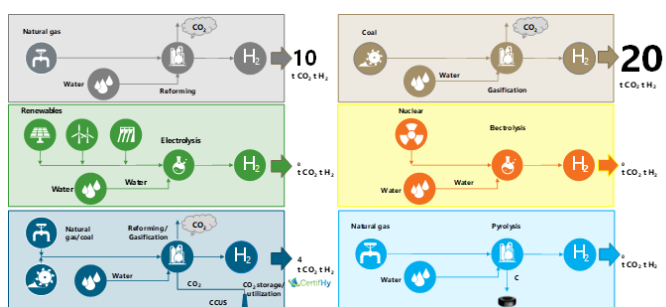 CO2
Natural gas
H2
10
t CO2 t H2
Water
Reforming
CO2
Coal
H2
20
t CO2 t H2
Water
Gasification
Renewables
Electrolysis
H2
o
t CO2 t H2
Water
Water
Nuclear
Electrolysis
H2
o
t CO2 t H2
Water
Water
Natural
gas/coal
Reforming/
Gasification
CO2
H2
4
t CO2 t H2
Water
CO2
CO2 storage/
utilization
CCUS
CertifHy
Natural gas
Pyrolysis
H2
o
t CO2 t H2
Water
C